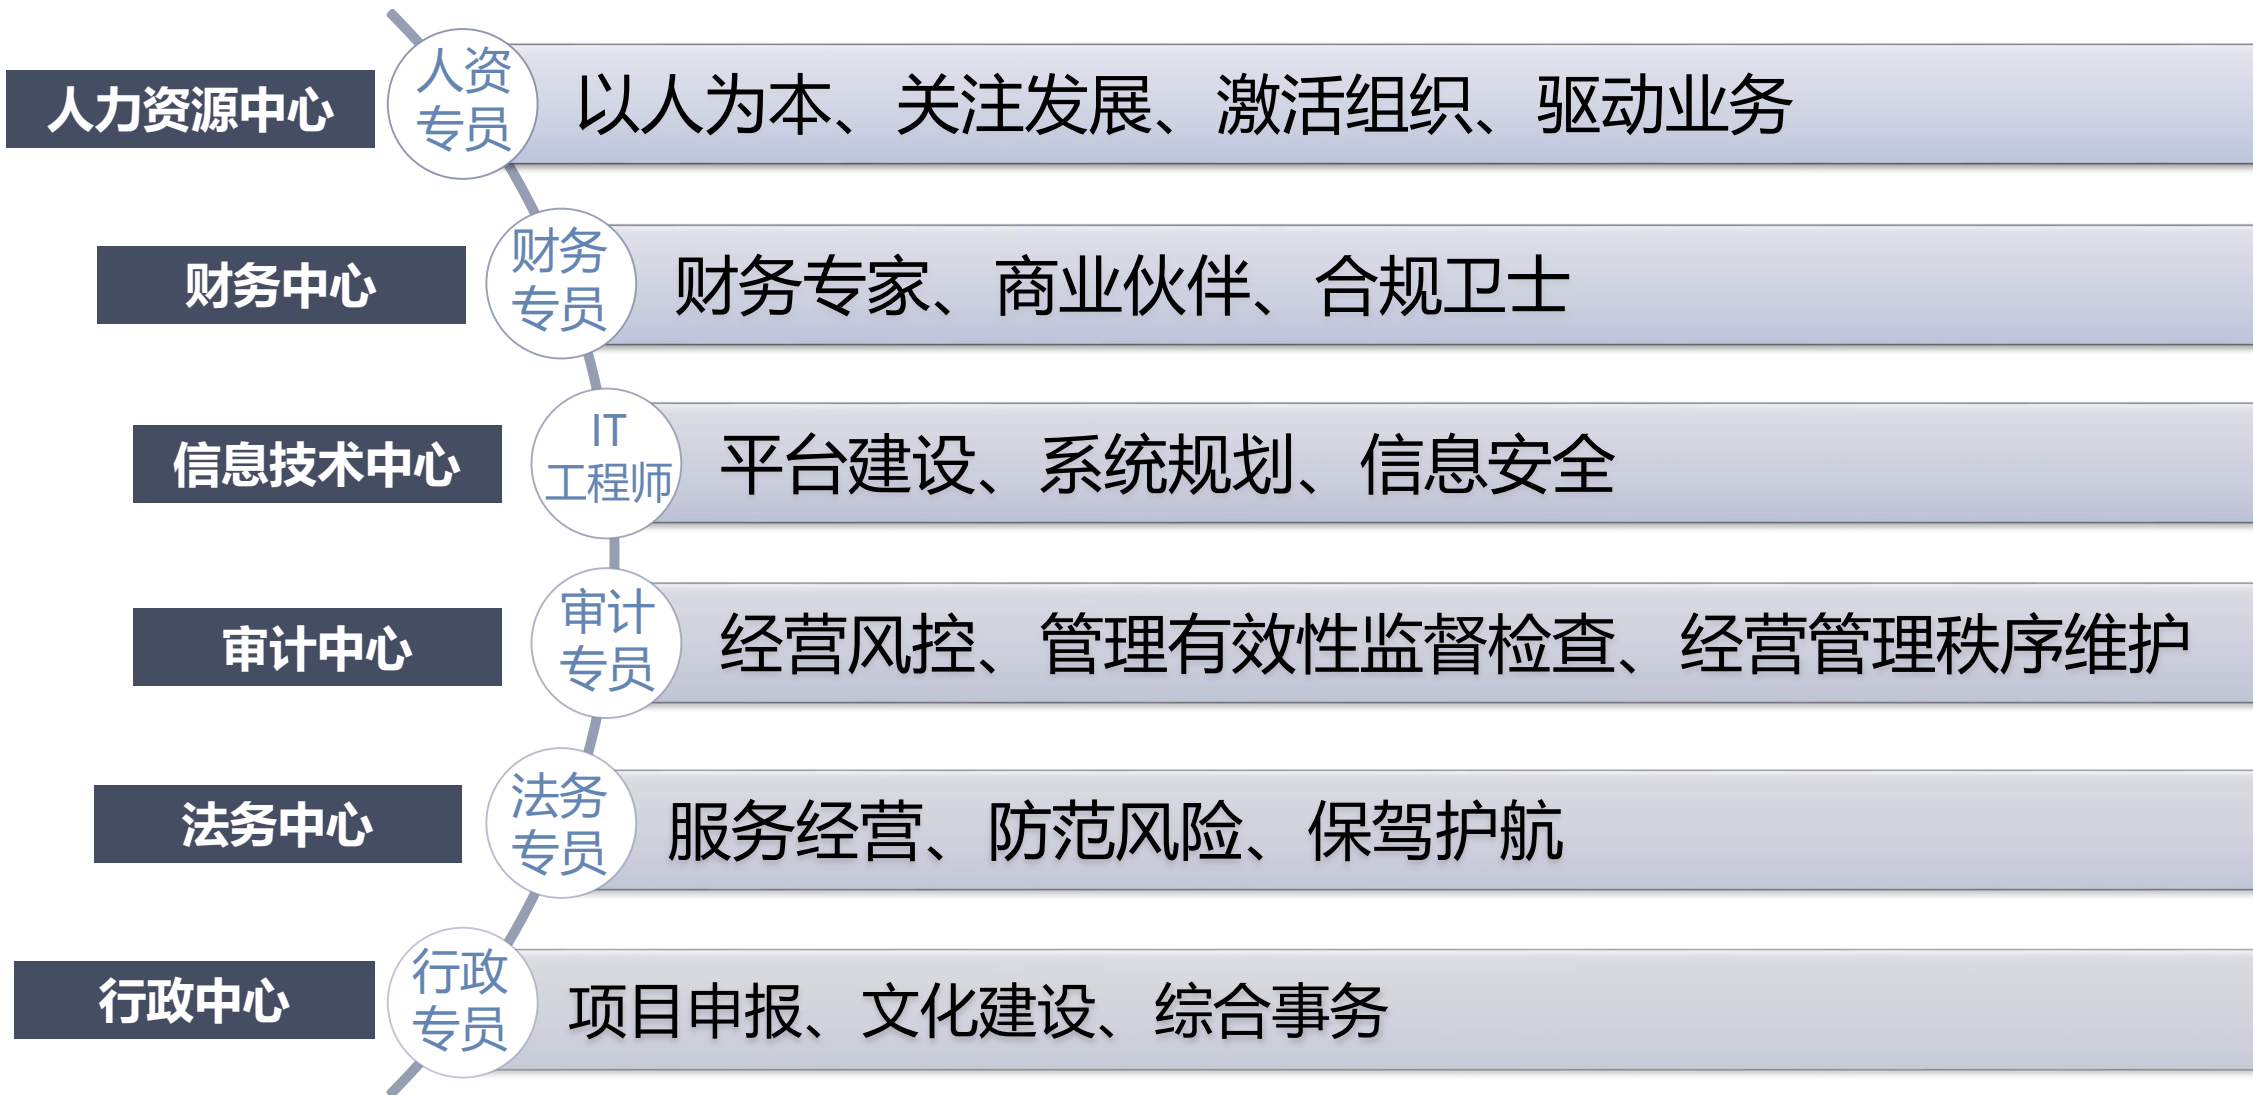 人力资源中心
人资
专员
以人为本、关注发展、激活组织、驱动业务
财务中心
财务
专员
财务专家、商业伙伴、合规卫士
信息技术中心
IT
工程师
平台建设、系统规划、信息安全
审计中心
审计
专员
经营风控、管理有效性监督检查、经营管理秩序维护
法务中心
法务
专员
服务经营、防范风险、保驾护航
行政中心
行政
专员
项目申报、文化建设、综合事务